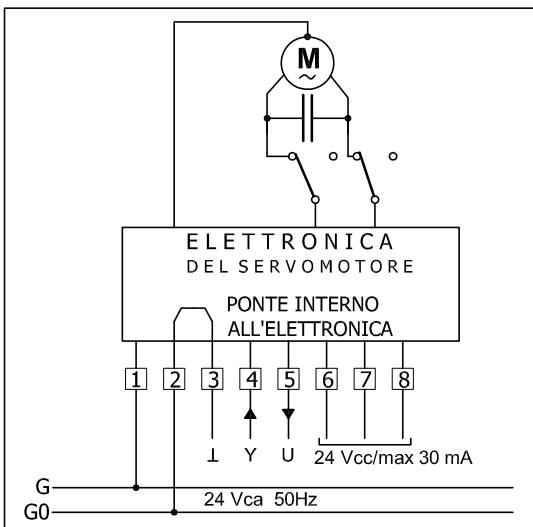 M
~
ELETTRONICA
DEL SERVOMOTORE
PONTE INTERNO
ALL'ELETTRONICA
1 2 3 4 5 6 7 8
⊥ Y U 24 Vcc/max 30 mA
G
24 Vca 50Hz
G0